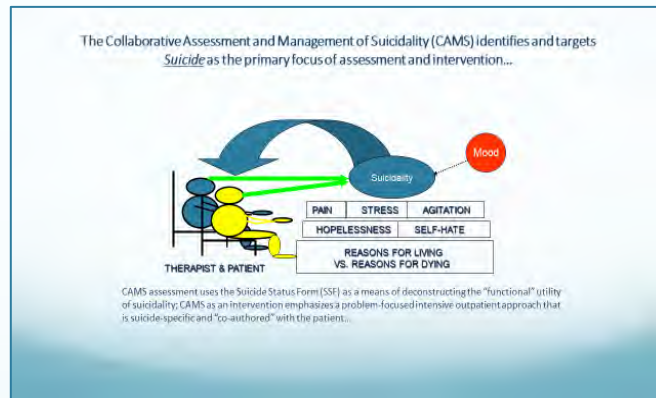 The Collaborative Assessment and Management of Suicidality (CAMS) identifies and targets
Suicide as the primary focus of assessment and intervention...
Mood
Suicidality
PAIN STRESS AGITATION
HOPELESSNESS SELF-HATE
REASONS FOR LIVING
VS. REASONS FOR DYING
THERAPIST & PATIENT
CAMS assessment uses the Suicide Status Form (SSF) as a means of deconstructing the "functional" utility
of suicidality; CAMS as an intervention emphasizes a problem-focused intensive outpatient approach that
is suicide-specific and "co-authored" with the patient...